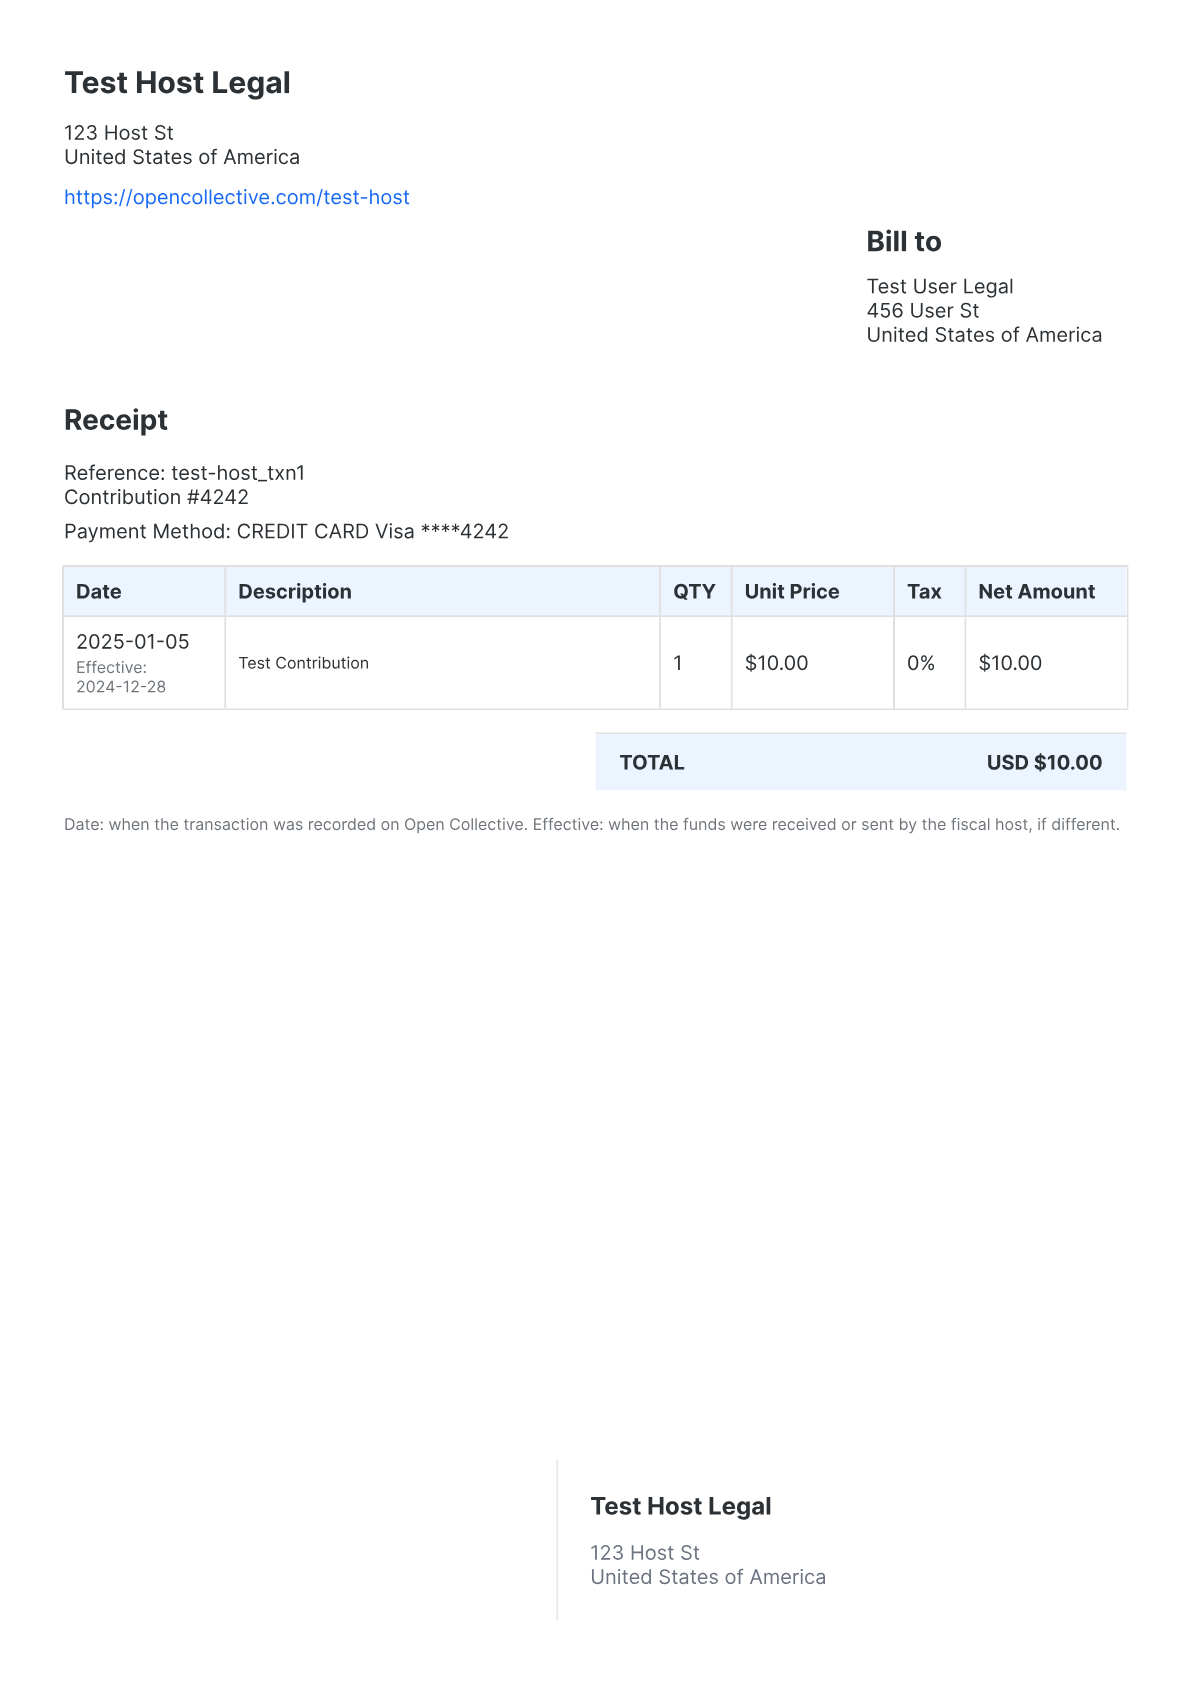 Test Host Legal
123 Host St
United States of America
https://opencollective.com/test-host
Bill to
Test User Legal
456 User St
United States of America
Receipt
Reference: test-host_txn1
Contribution #4242
Payment Method: CREDIT CARD Visa ****4242
Date Description QTY Unit Price Tax Net Amount
2025-01-05
Effective:
2024-12-28
Test Contribution 1 $10.00 0% $10.00
TOTAL USD $10.00
Date: when the transaction was recorded on Open Collective. Effective: when the funds were received or sent by the fiscal host, if different.
Test Host Legal
123 Host St
United States of America